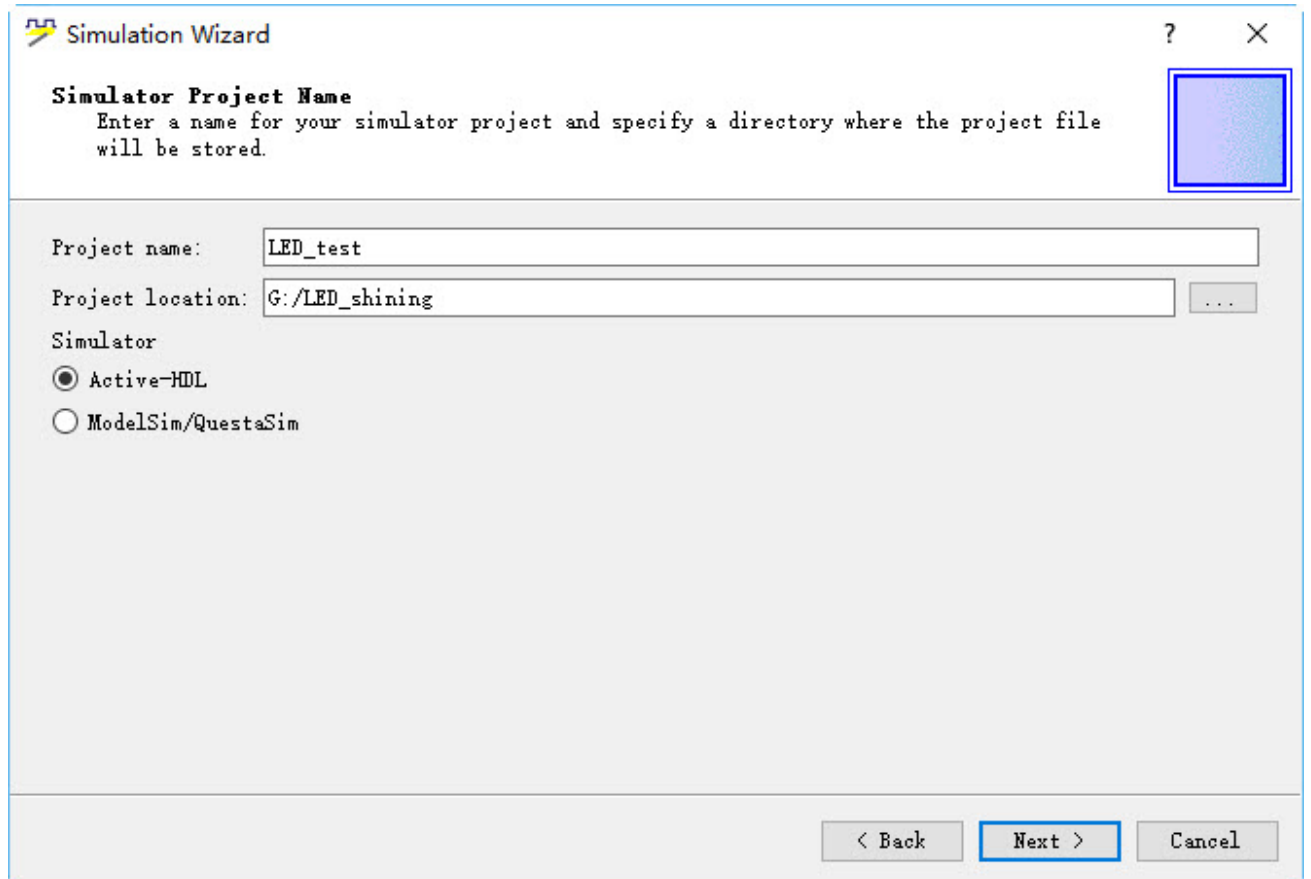 Simulation Wizard
?
Simulator Project Name
Enter a name for your simulator project and specify a directory where the project file
will be stored.
Project name: LED_test
Project location: G:/LED_shining ...
Simulator
Active-HDL
ModelSim/QuestaSim
< Back Next > Cancel